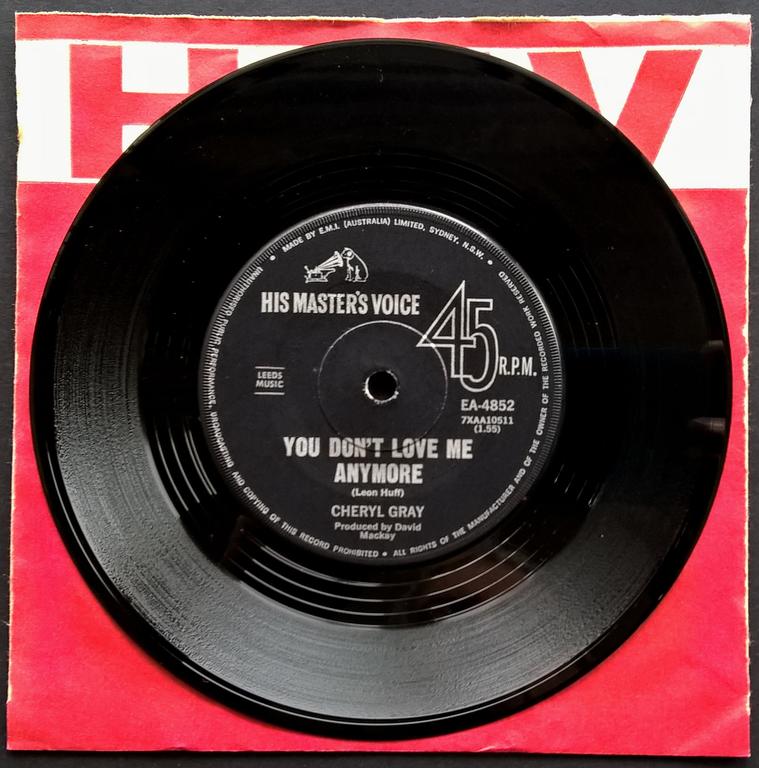 HMV
MADE BY E.M.I. (AUSTRALIA) LIMITED, SYDNEY, N.S.W. •
HIS MASTER'S VOICE
45 R.P.M.
LEEDS
MUSIC
EA-4852
7XAA10511
(1.55)
YOU DON'T LOVE ME
ANYMORE
(Leon Huff)
CHERYL GRAY
Produced by David
Mackay
UNAUTHORISED PUBLIC PERFORMANCE, BROADCASTING AND COPYING OF THIS RECORD PROHIBITED • ALL RIGHTS OF THE MANUFACTURER AND OF THE OWNER OF THE RECORDED WORK RESERVED